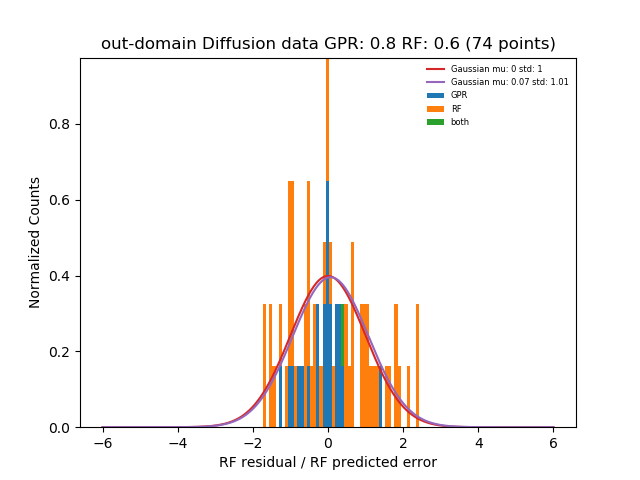 out-domain Diffusion data GPR: 0.8 RF: 0.6 (74 points)
Gaussian mu: 0 std: 1
Gaussian mu: 0.07 std: 1.01
GPR
RF
both
Normalized Counts
0.8
0.6
0.4
0.2
0.0
−6 −4 −2 0 2 4 6
RF residual / RF predicted error